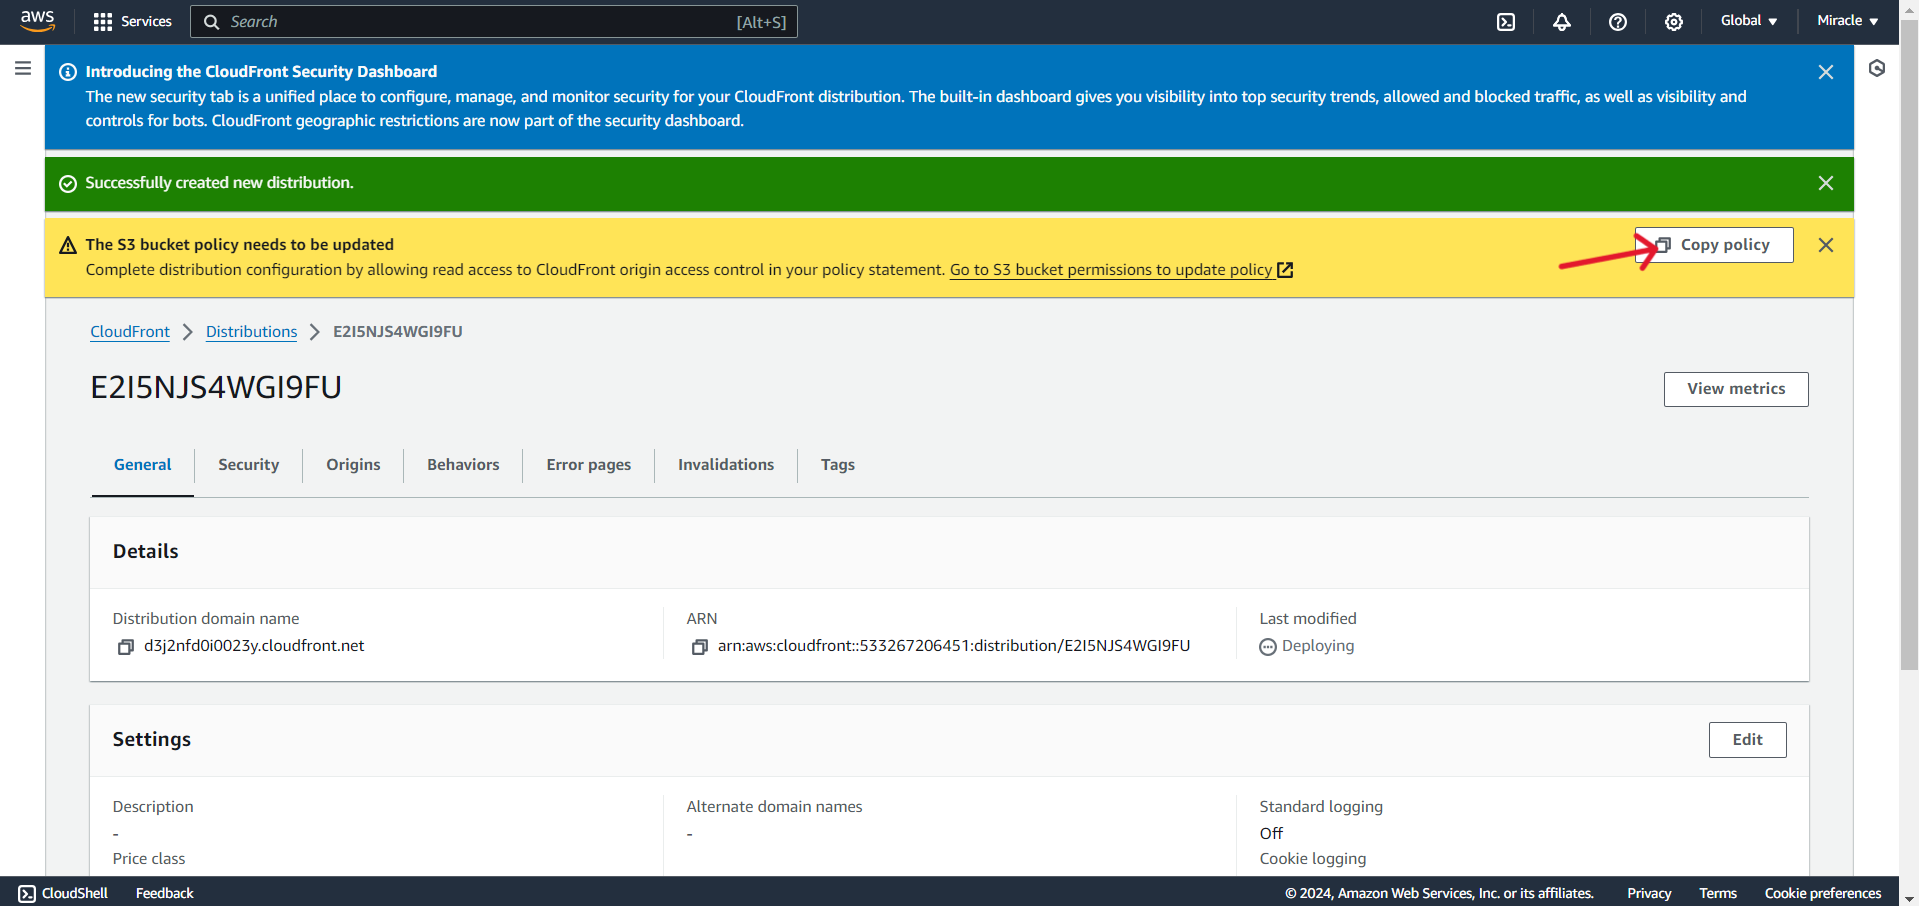 aws
Services
Search
[Alt+S]
Global
Miracle
Introducing the CloudFront Security Dashboard
The new security tab is a unified place to configure, manage, and monitor security for your CloudFront distribution. The built-in dashboard gives you visibility into top security trends, allowed and blocked traffic, as well as visibility and
controls for bots. CloudFront geographic restrictions are now part of the security dashboard.
Successfully created new distribution.
The S3 bucket policy needs to be updated
Complete distribution configuration by allowing read access to CloudFront origin access control in your policy statement. Go to S3 bucket permissions to update policy
Copy policy
CloudFront
Distributions
E2I5NJS4WGI9FU
E2I5NJS4WGI9FU
View metrics
General
Security
Origins
Behaviors
Error pages
Invalidations
Tags
Details
Distribution domain name
d3j2nfd0i0023y.cloudfront.net
ARN
arn:aws:cloudfront::533267206451:distribution/E2I5NJS4WGI9FU
Last modified
Deploying
Settings
Edit
Description
-
Price class
Alternate domain names
-
Standard logging
Off
Cookie logging
CloudShell
Feedback
© 2024, Amazon Web Services, Inc. or its affiliates.
Privacy
Terms
Cookie preferences